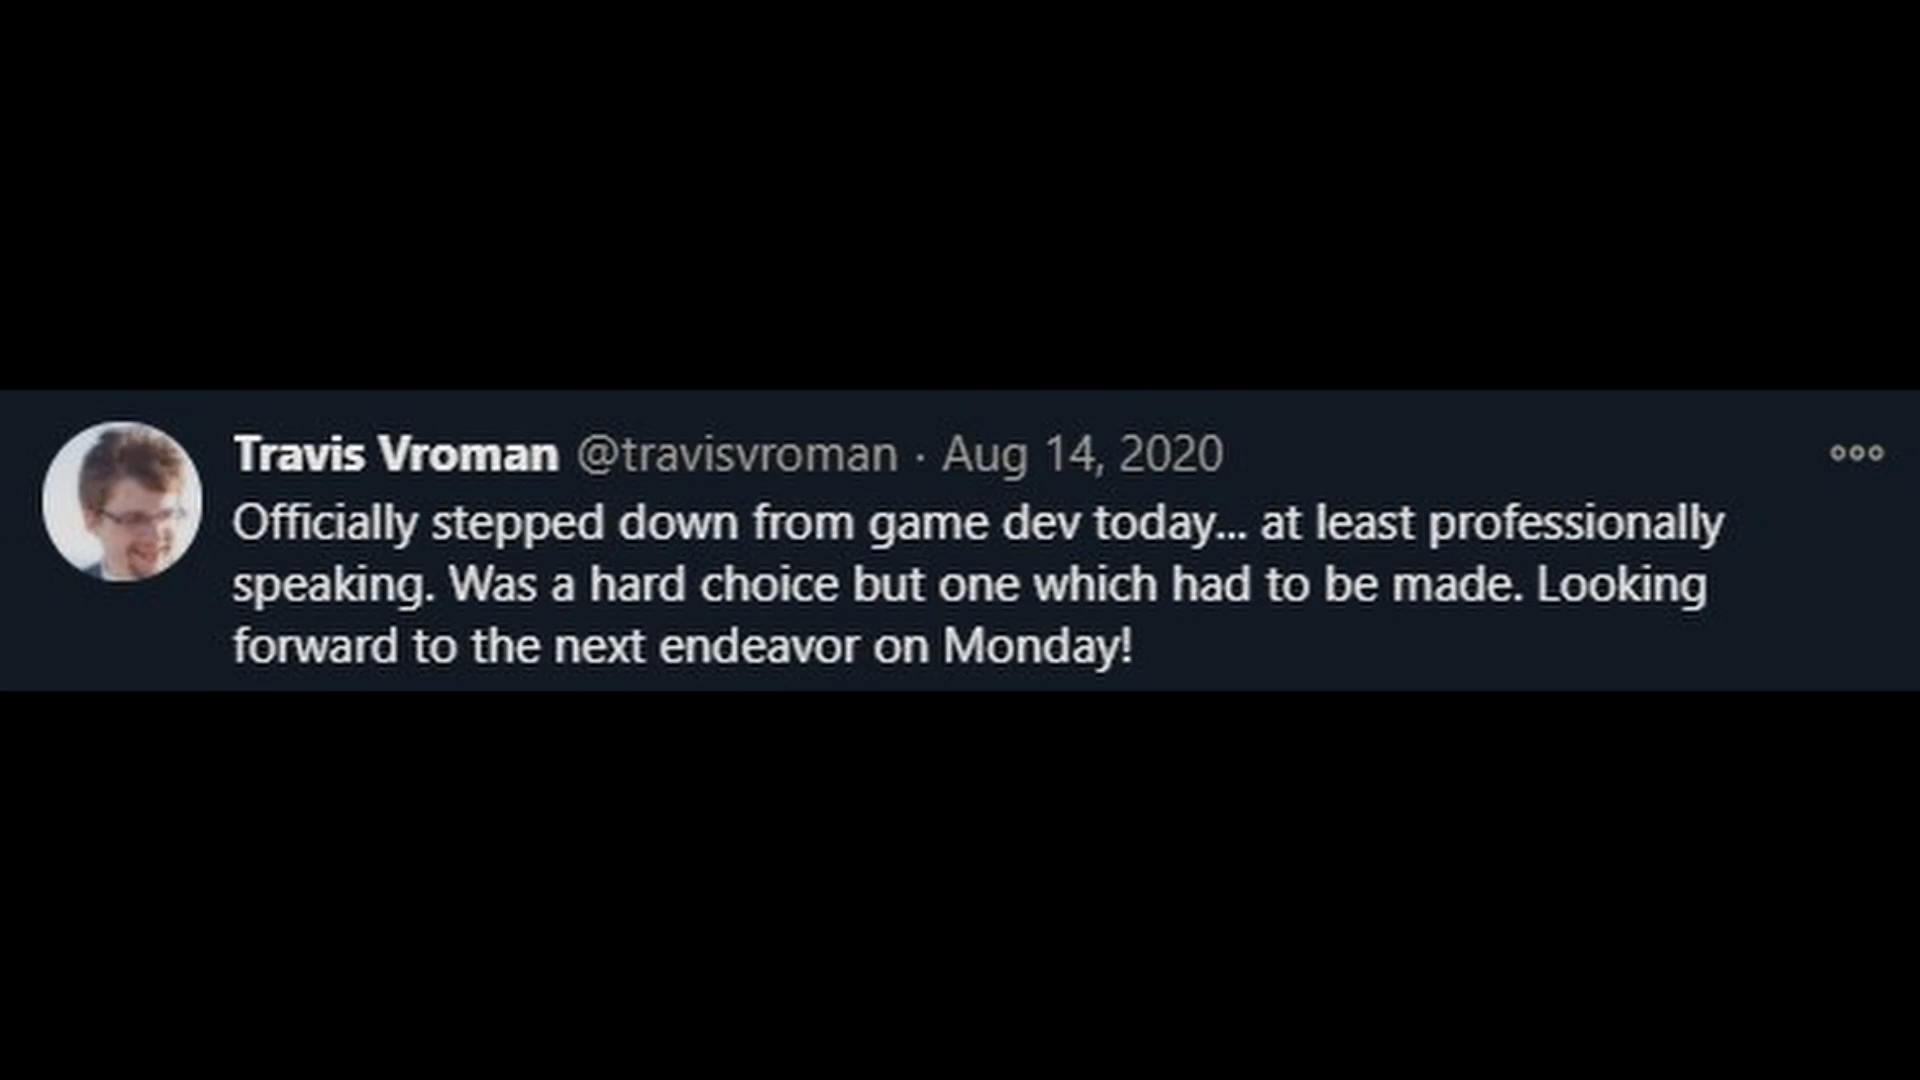 Travis Vroman @travisvroman · Aug 14, 2020
Officially stepped down from game dev today... at least professionally
speaking. Was a hard choice but one which had to be made. Looking
forward to the next endeavor on Monday!